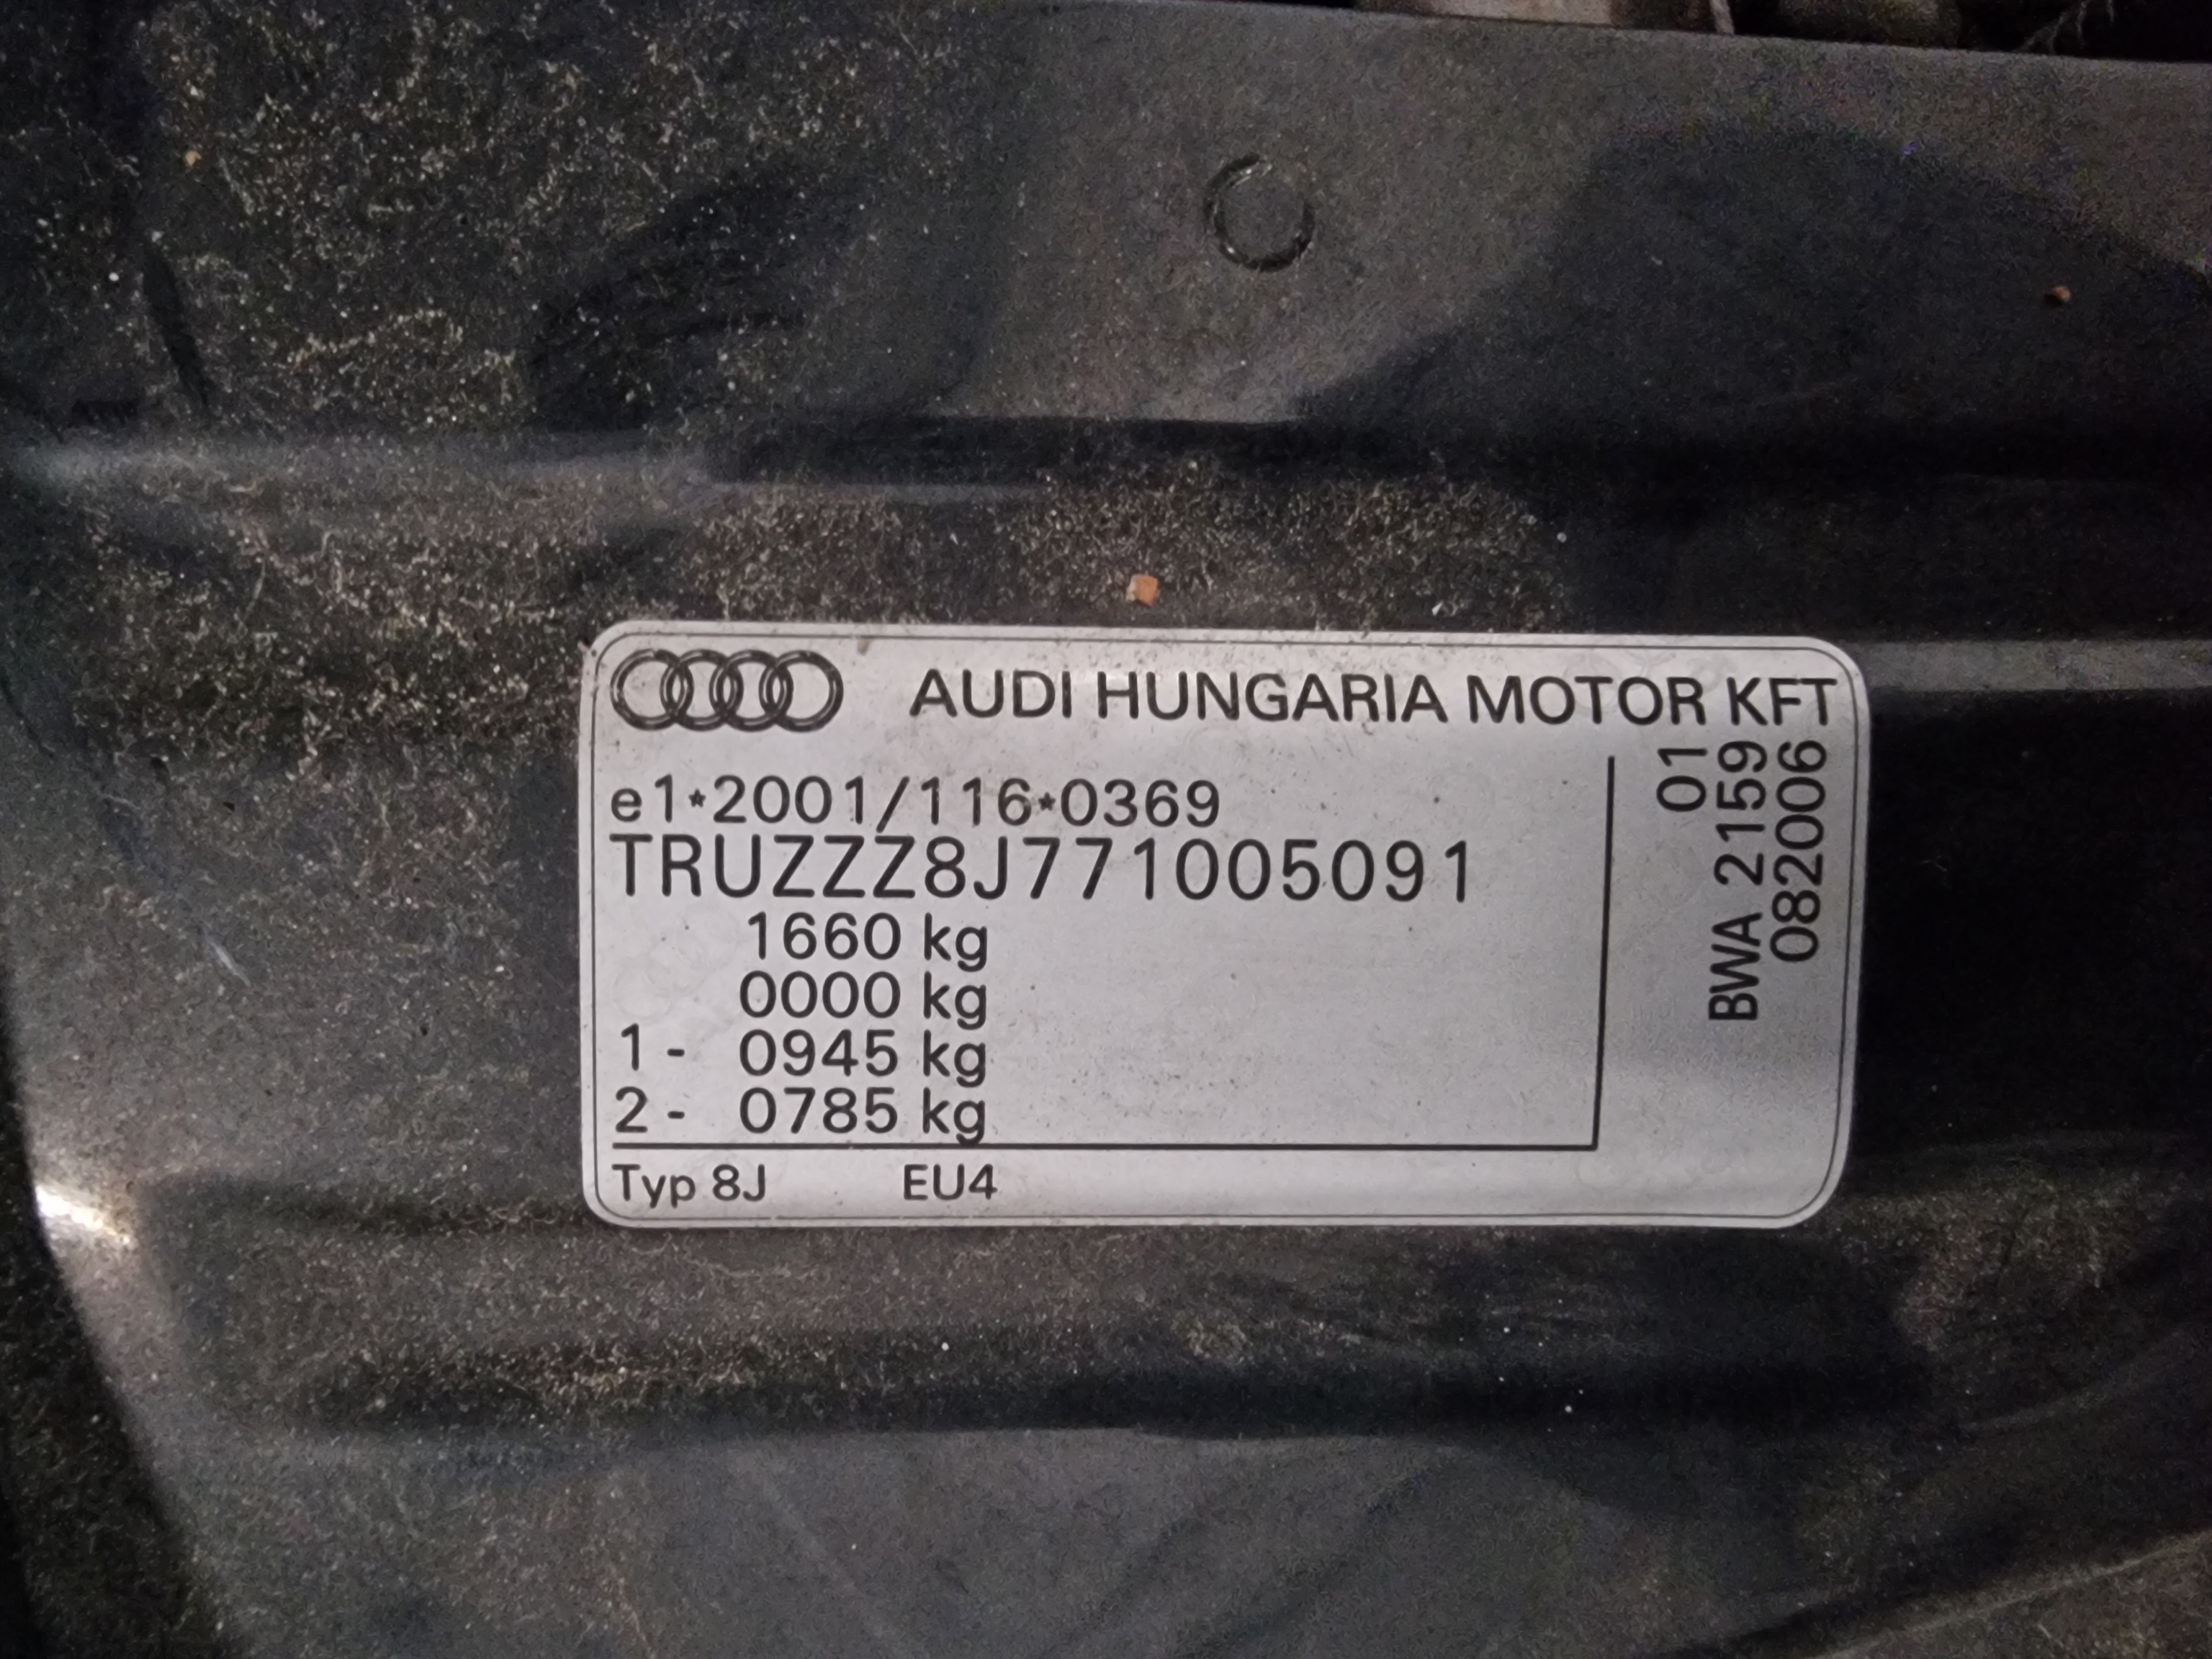 AUDI HUNGARIA MOTOR KFT
e1*2001/116*0369
TRUZZZ8J771005091
1660 kg
0000 kg
1 - 0945 kg
2 - 0785 kg
Typ 8J EU4
01
BWA 2159
082006